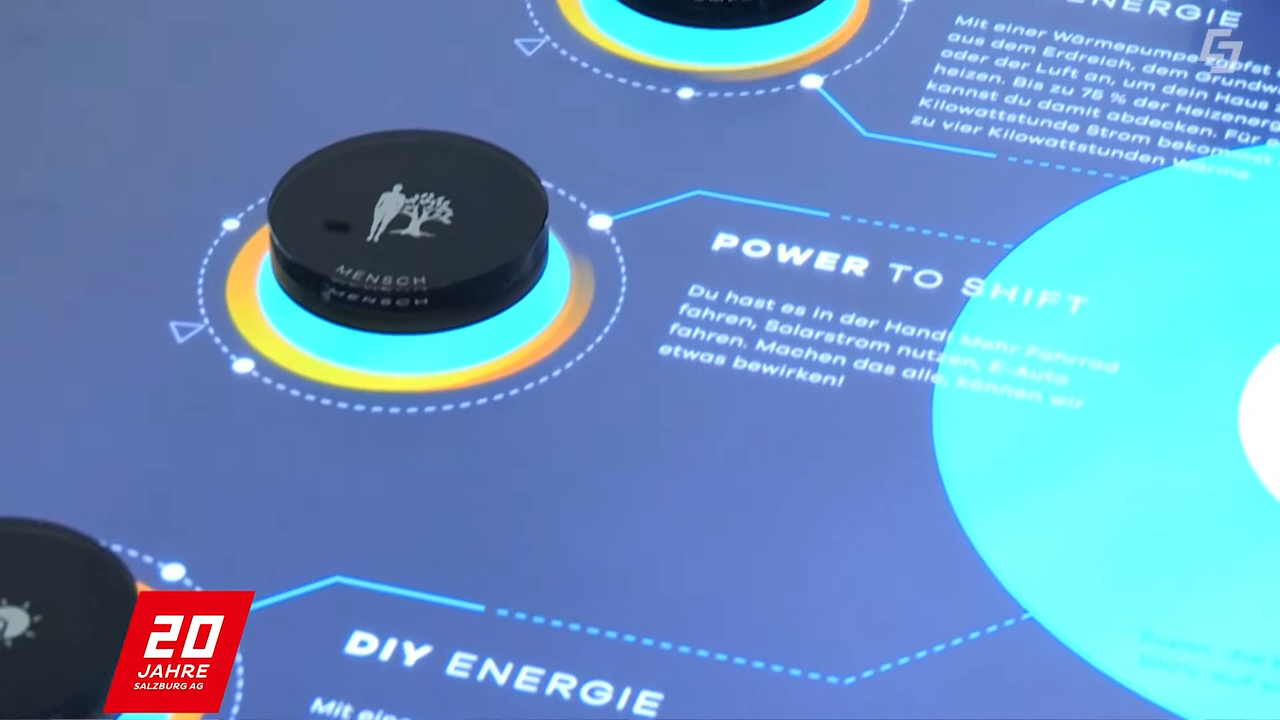 ENERGIE
Mit einer Wärmepumpe
aus dem Erdreich, dem
oder der Luft an, um dein Haus
heizen. Bis zu 75 % der
kannst du damit abdecken. Für
Kilowattstunde Strom bekommst
zu vier Kilowattstunden Wärme.
MENSCH
MENSCH
POWER TO SHIFT
Du hast es in der Hand! Mehr Fahrrad
fahren, Solarstrom nutzen, E-Auto
fahren. Machen das alle, können wir
etwas bewirken!
DIY ENERGIE
Mit
20
JAHRE
SALZBURG AG